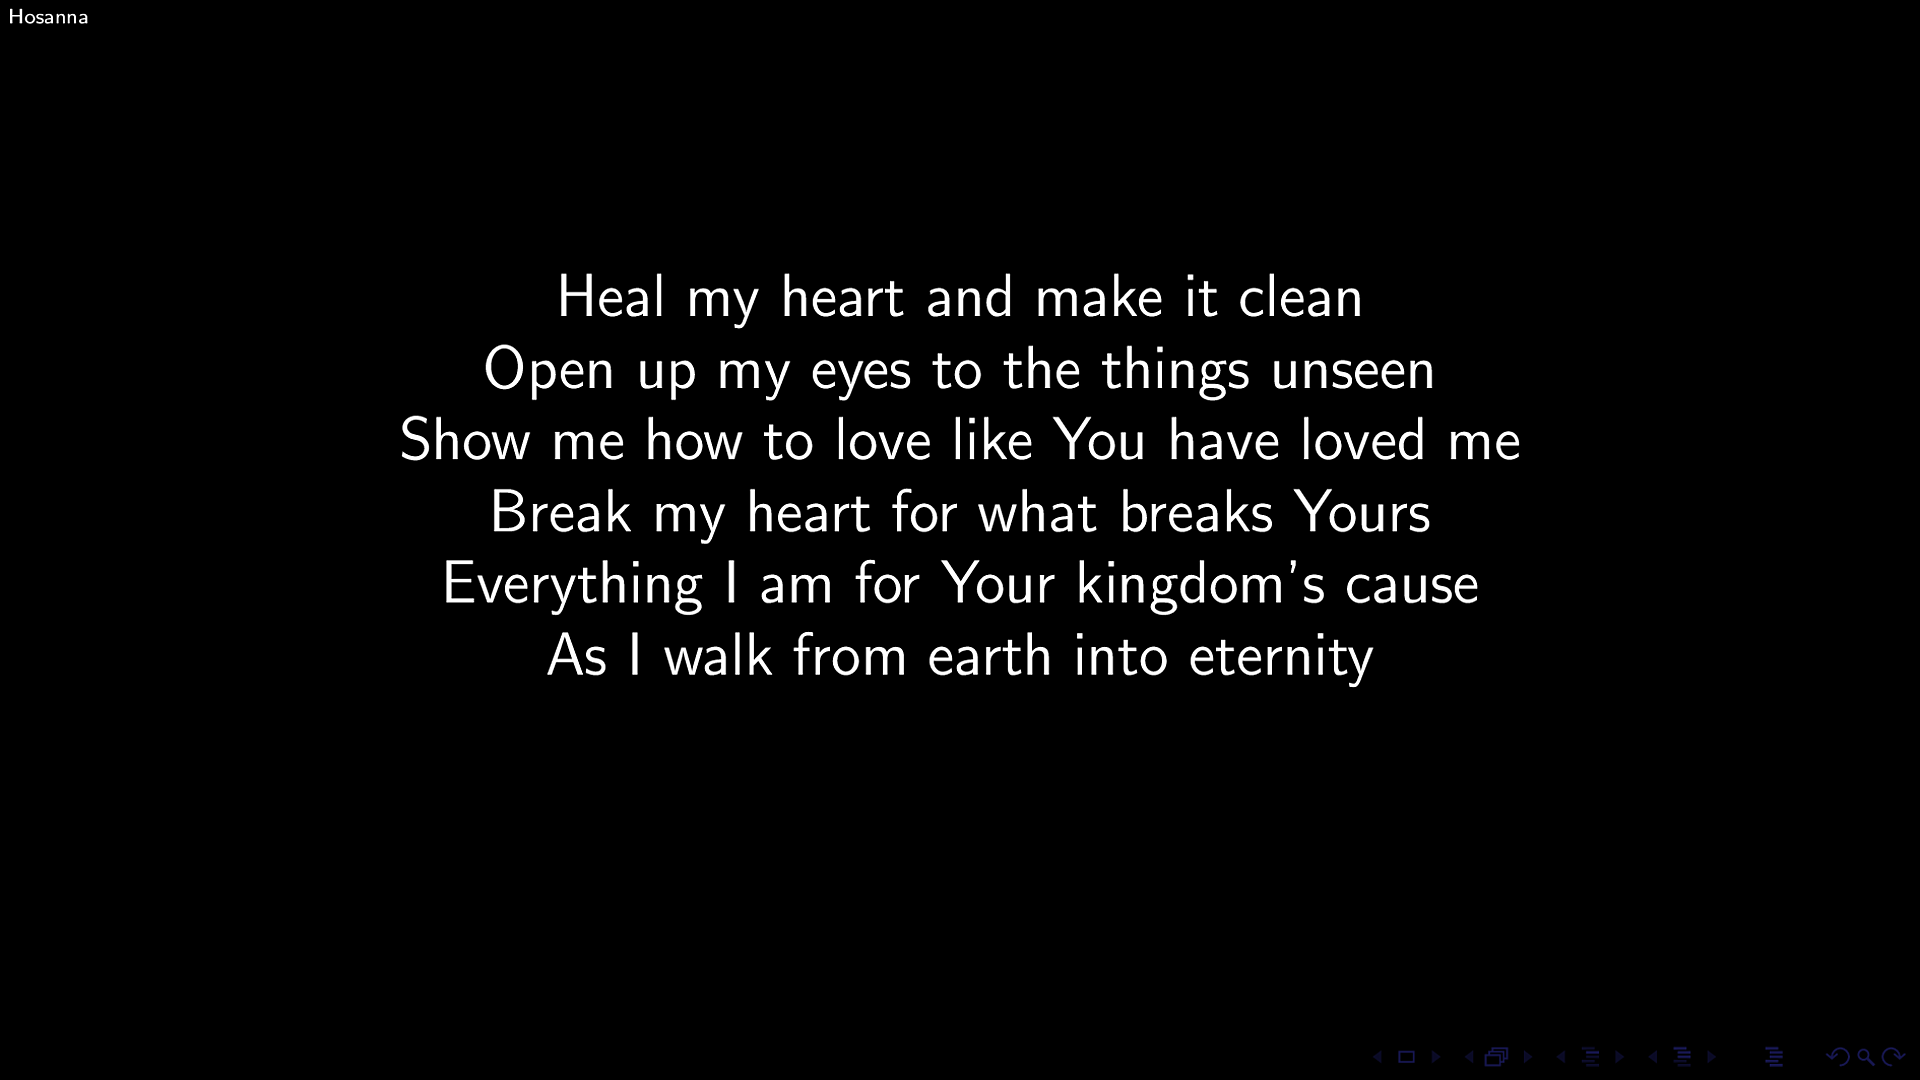 Hosanna
Heal my heart and make it clean
Open up my eyes to the things unseen
Show me how to love like You have loved me
Break my heart for what breaks Yours
Everything I am for Your kingdom's cause
As I walk from earth into eternity